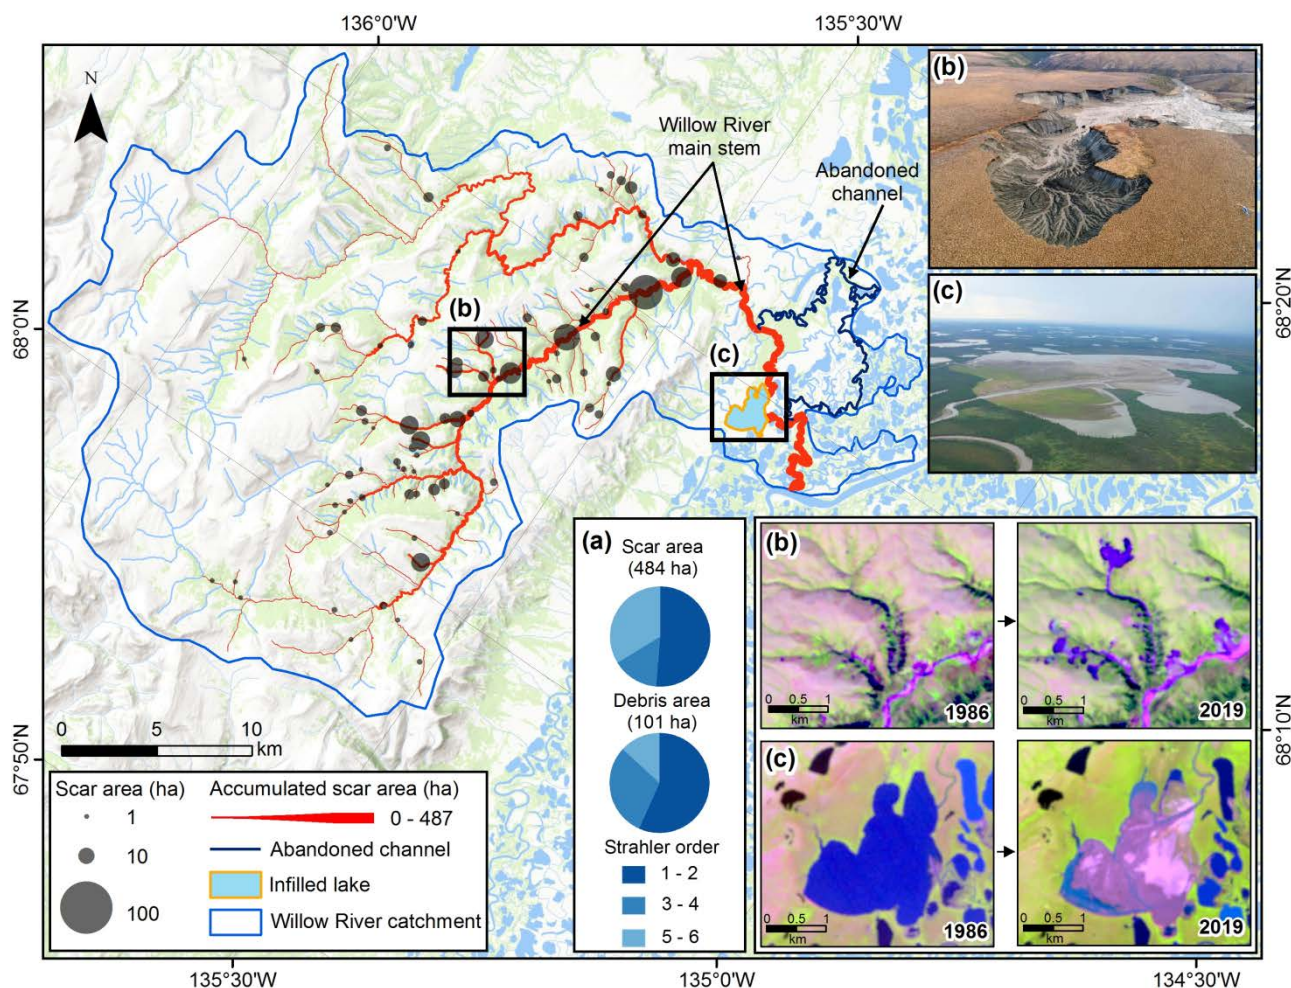 136°0'W
135°30'W
N
Willow River
main stem
Abandoned
channel
(b)
(c)
68°0'N
68°20'N
(b)
(c)
(a)
Scar area
(484 ha)
Debris area
(101 ha)
Strahler order
1 - 2
3 - 4
5 - 6
(b)
0 0.5 1
km
1986
0 0.5 1
km
2019
(c)
0 0.5 1
km
1986
0 0.5 1
km
2019
68°10'N
67°50'N
0 5 10
km
Scar area (ha)
1
10
100
Accumulated scar area (ha)
0 - 487
Abandoned channel
Infilled lake
Willow River catchment
135°30'W
135°0'W
134°30'W